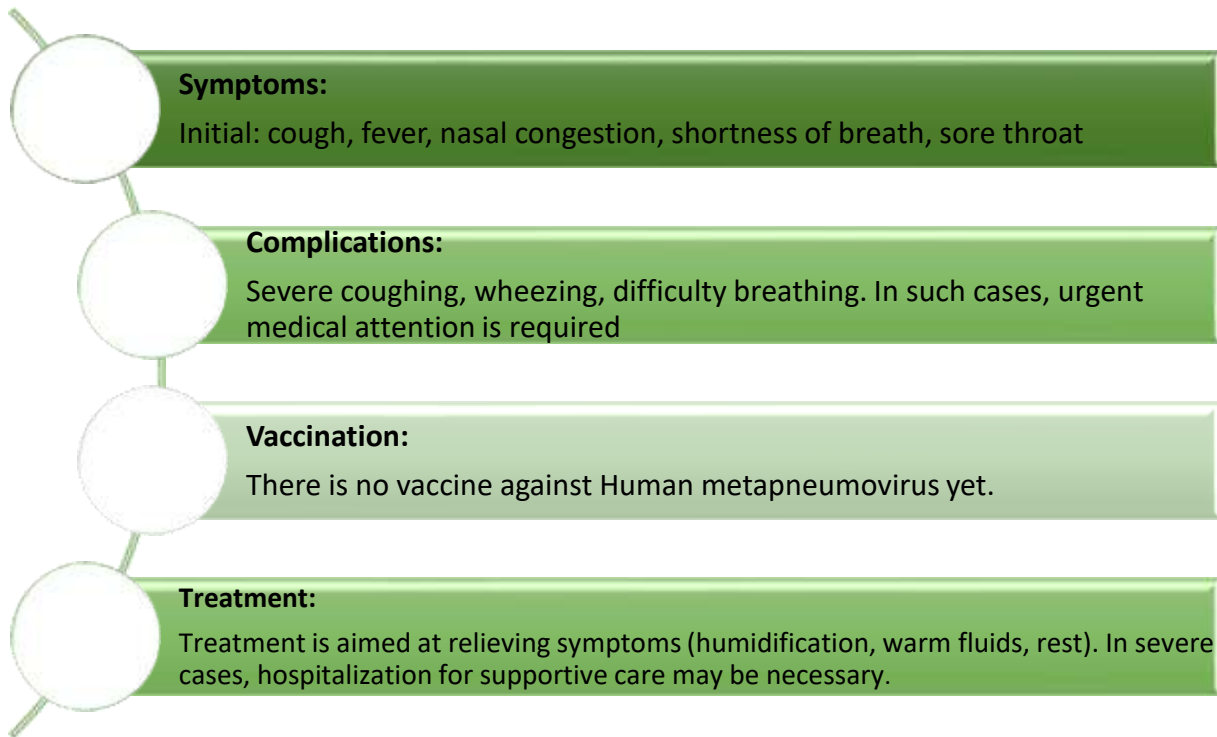 Symptoms:
Initial: cough, fever, nasal congestion, shortness of breath, sore throat
Complications:
Severe coughing, wheezing, difficulty breathing. In such cases, urgent
medical attention is required
Vaccination:
There is no vaccine against Human metapneumovirus yet.
Treatment:
Treatment is aimed at relieving symptoms (humidification, warm fluids, rest). In severe
cases, hospitalization for supportive care may be necessary.